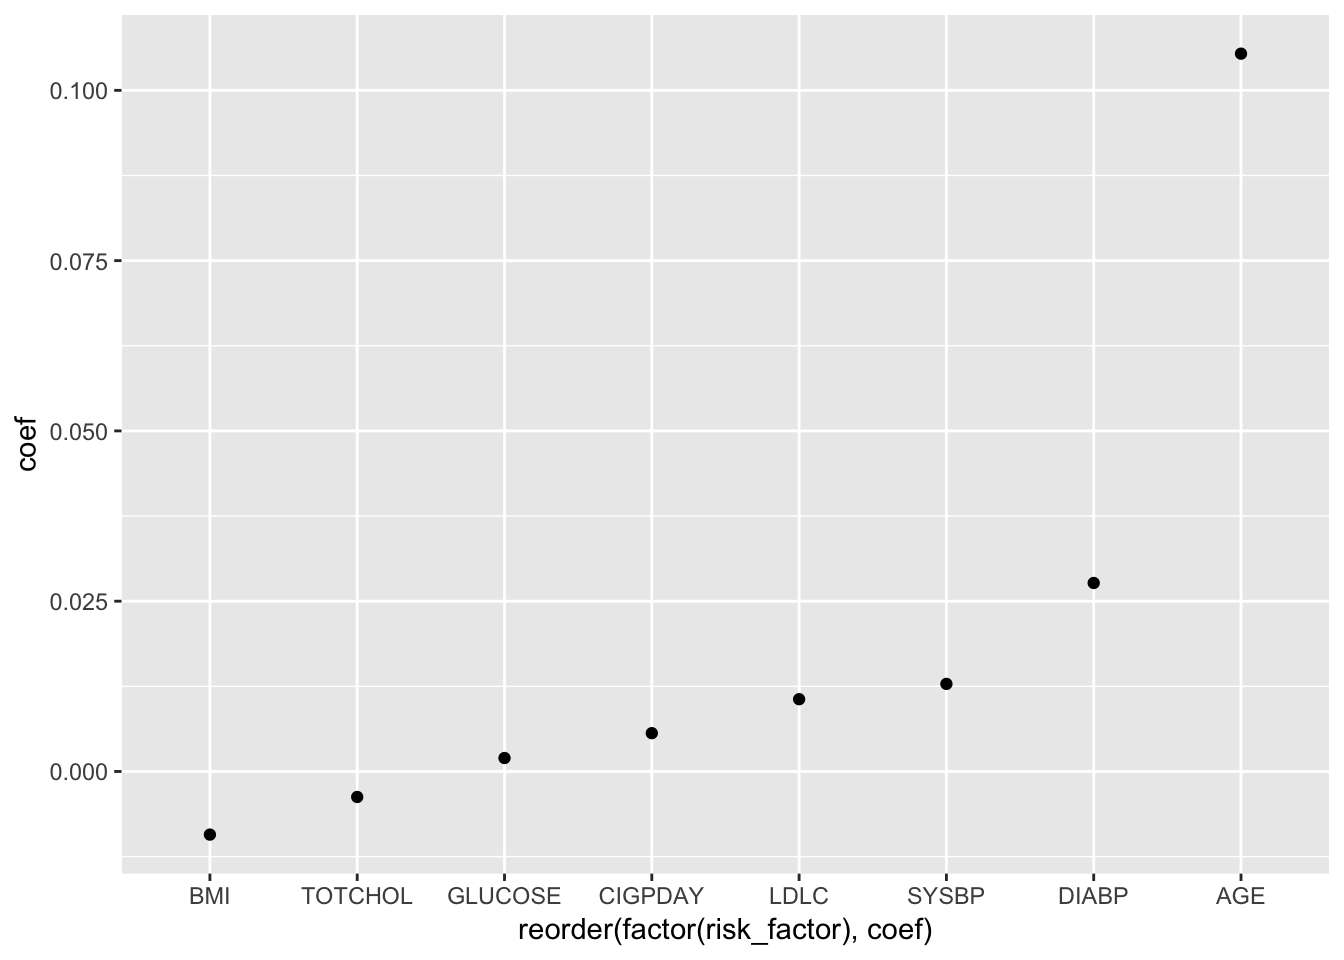 0.100
0.075
0.050
0.025
0.000
coef
BMI TOTCHOL GLUCOSE CIGPDAY LDLC SYSBP DIABP AGE
reorder(factor(risk_factor), coef)